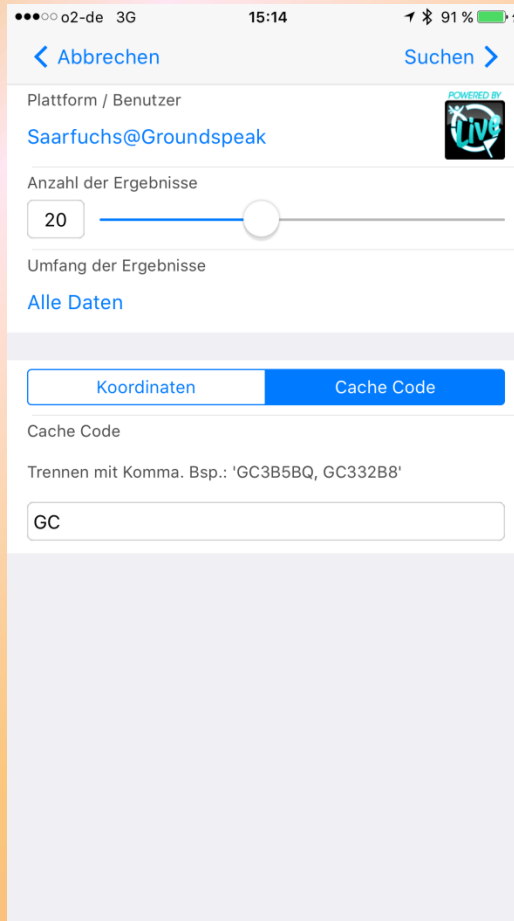 o2-de 3G 15:14 91 %
Abbrechen Suchen
Plattform / Benutzer
POWERED BY
Live
Saarfuchs@Groundspeak
Anzahl der Ergebnisse
20
Umfang der Ergebnisse
Alle Daten
Koordinaten Cache Code
Cache Code
Trennen mit Komma. Bsp.: 'GC3B5BQ, GC332B8'
GC